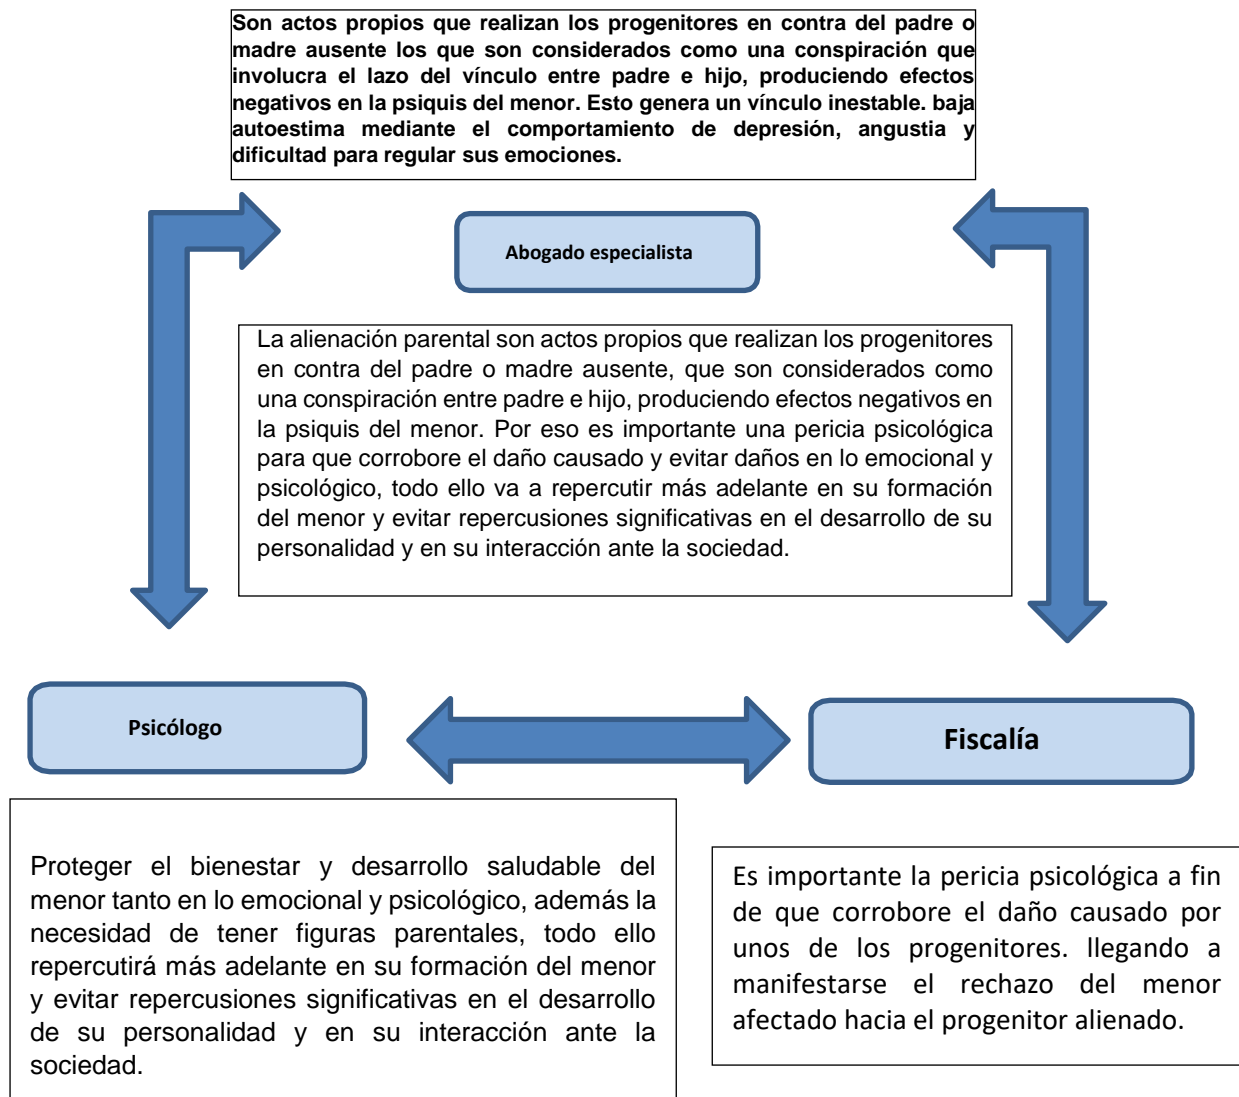 Son actos propios que realizan los progenitores en contra del padre o
madre ausente los que son considerados como una conspiración que
involucra el lazo del vínculo entre padre e hijo, produciendo efectos
negativos en la psiquis del menor. Esto genera un vínculo inestable. baja
autoestima mediante el comportamiento de depresión, angustia y
dificultad para regular sus emociones.
Abogado especialista
La alienación parental son actos propios que realizan los progenitores
en contra del padre o madre ausente, que son considerados como
una conspiración entre padre e hijo, produciendo efectos negativos en
la psiquis del menor. Por eso es importante una pericia psicológica
para que corrobore el daño causado y evitar daños en lo emocional y
psicológico, todo ello va a repercutir más adelante en su formación
del menor y evitar repercusiones significativas en el desarrollo de su
personalidad y en su interacción ante la sociedad.
Psicólogo
Fiscalía
Proteger el bienestar y desarrollo saludable del
menor tanto en lo emocional y psicológico, además la
necesidad de tener figuras parentales, todo ello
repercutirá más adelante en su formación del menor
y evitar repercusiones significativas en el desarrollo
de su personalidad y en su interacción ante la
sociedad.
Es importante la pericia psicológica a fin
de que corrobore el daño causado por
unos de los progenitores. llegando a
manifestarse el rechazo del menor
afectado hacia el progenitor alienado.